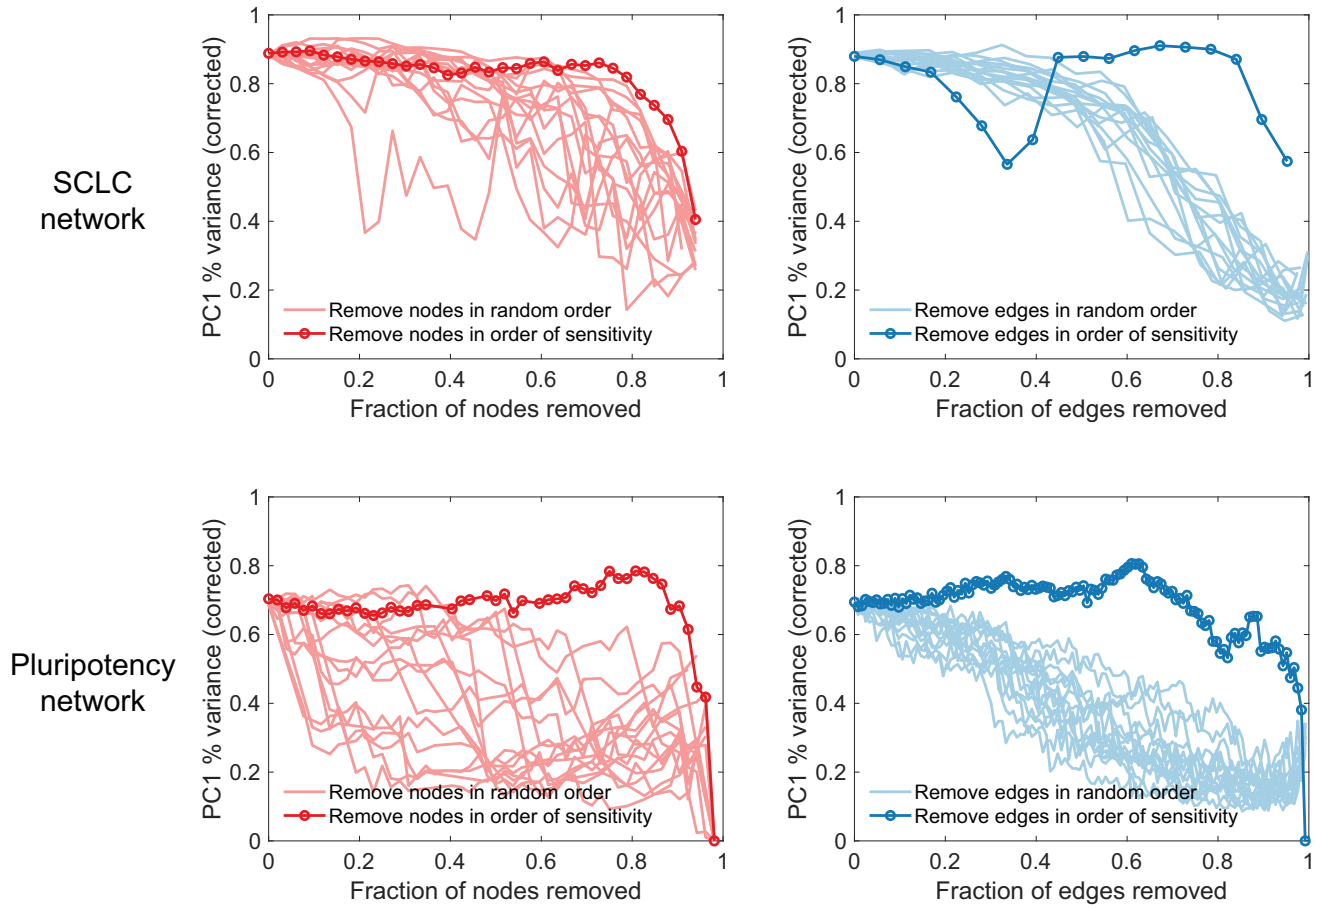 SCLC
network
PC1 % variance (corrected)
1
0.8
0.6
0.4
0.2
0
Remove nodes in random order
Remove nodes in order of sensitivity
0 0.2 0.4 0.6 0.8 1
Fraction of nodes removed
PC1 % variance (corrected)
1
0.8
0.6
0.4
0.2
0
Remove edges in random order
Remove edges in order of sensitivity
0 0.2 0.4 0.6 0.8 1
Fraction of edges removed
Pluripotency
network
PC1 % variance (corrected)
1
0.8
0.6
0.4
0.2
0
Remove nodes in random order
Remove nodes in order of sensitivity
0 0.2 0.4 0.6 0.8 1
Fraction of nodes removed
PC1 % variance (corrected)
1
0.8
0.6
0.4
0.2
0
Remove edges in random order
Remove edges in order of sensitivity
0 0.2 0.4 0.6 0.8 1
Fraction of edges removed